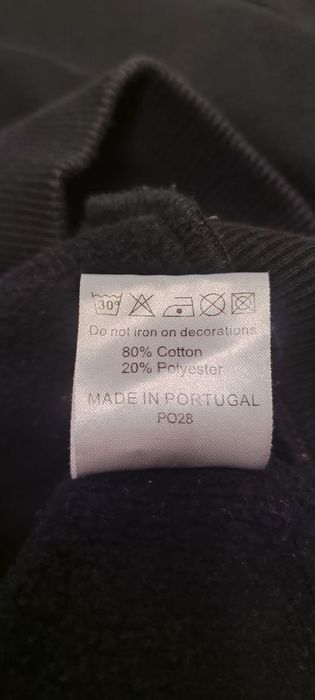 30°
Do not iron on decorations
80% Cotton
20% Polyester
MADE IN PORTUGAL
PO28